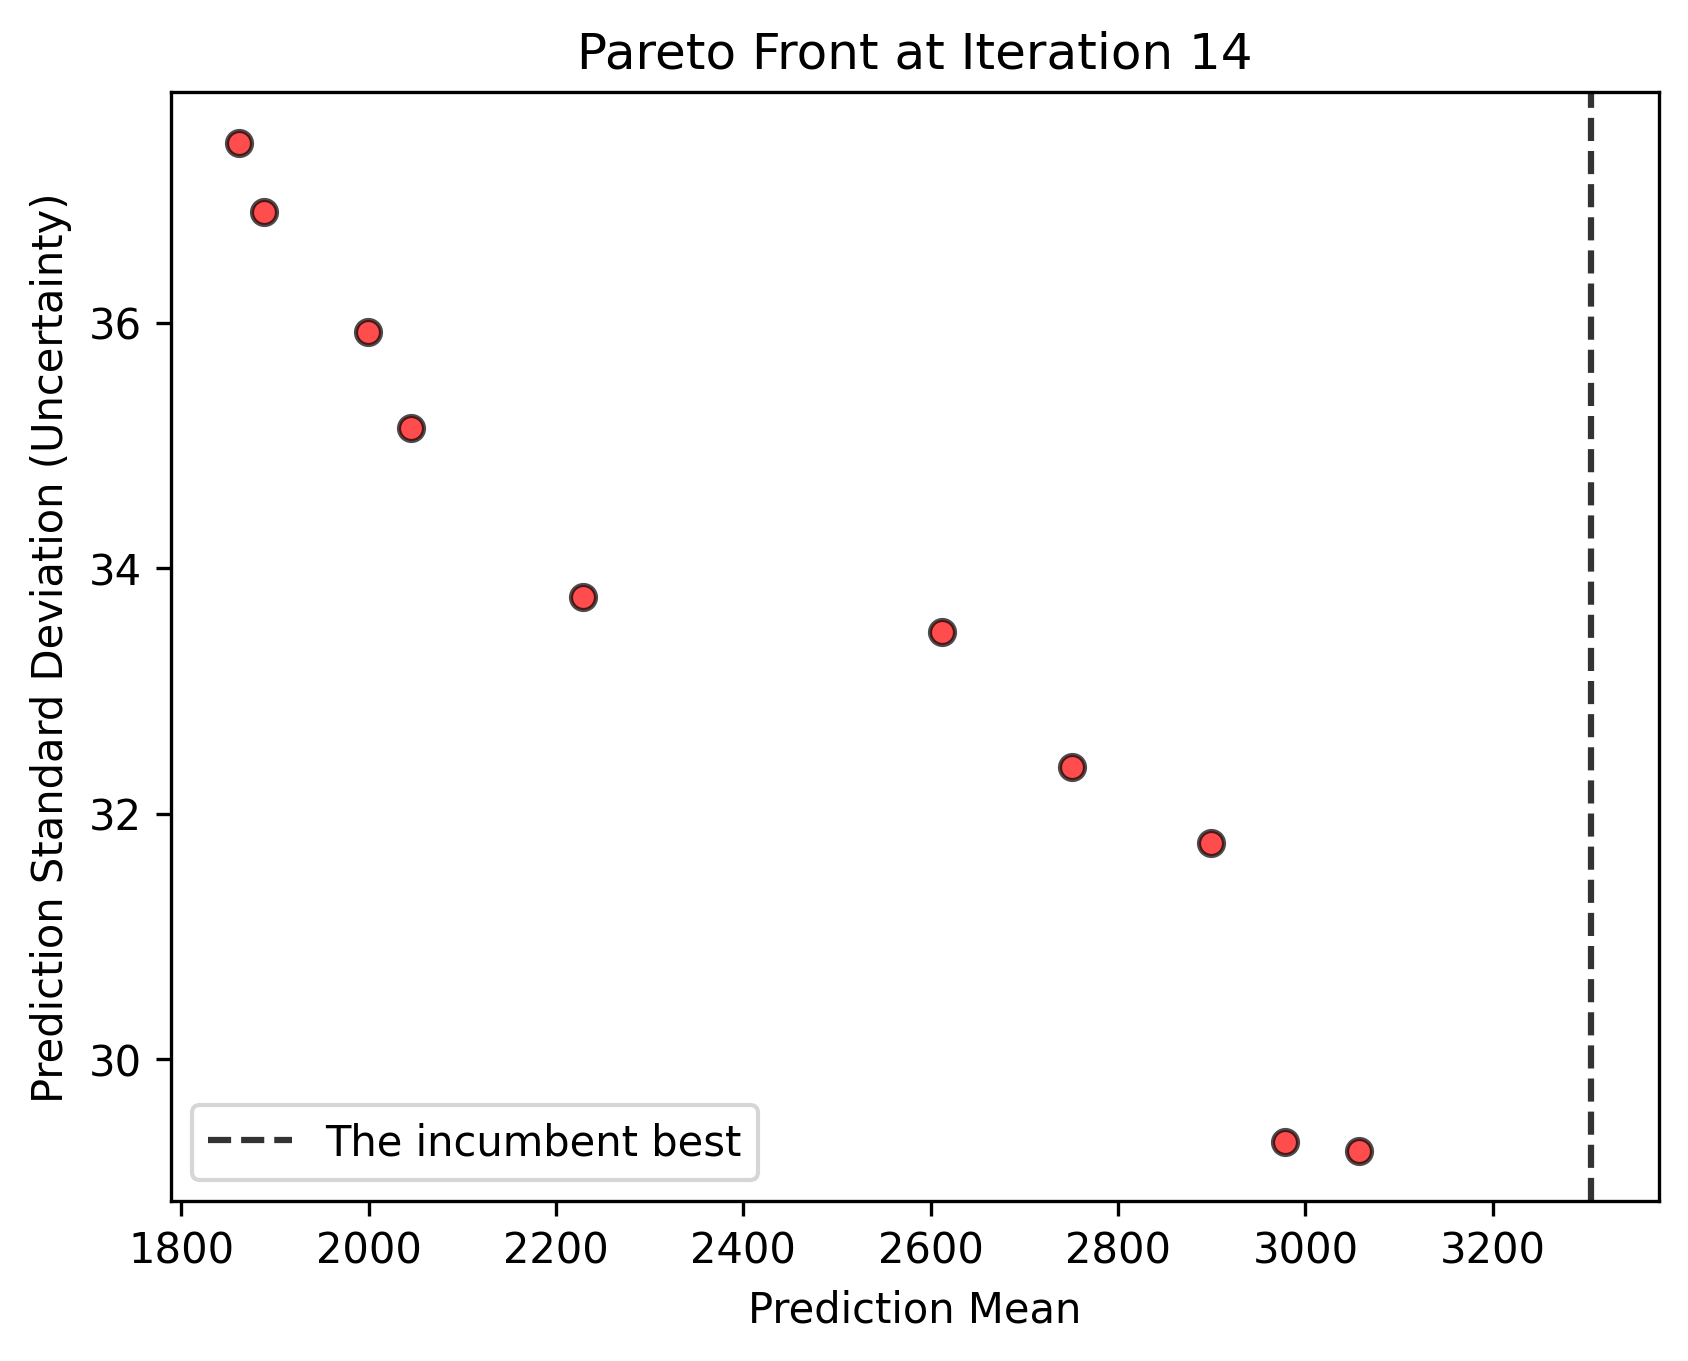 Pareto Front at Iteration 14
Prediction Standard Deviation (Uncertainty)
36
34
32
30
The incumbent best
1800 2000 2200 2400 2600 2800 3000 3200
Prediction Mean